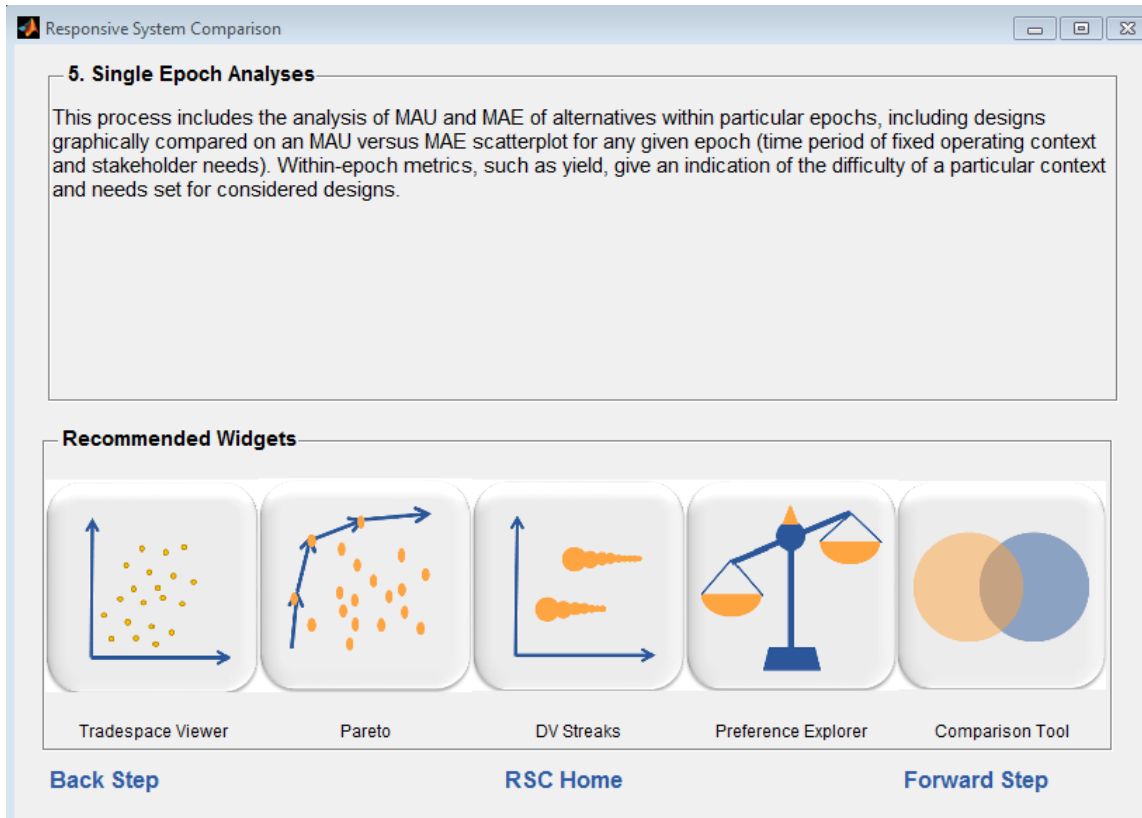 Responsive System Comparison
5. Single Epoch Analyses
This process includes the analysis of MAU and MAE of alternatives within particular epochs, including designs
graphically compared on an MAU versus MAE scatterplot for any given epoch (time period of fixed operating context
and stakeholder needs). Within-epoch metrics, such as yield, give an indication of the difficulty of a particular context
and needs set for considered designs.
Recommended Widgets
Tradespace Viewer
Pareto
DV Streaks
Preference Explorer
Comparison Tool
Back Step
RSC Home
Forward Step